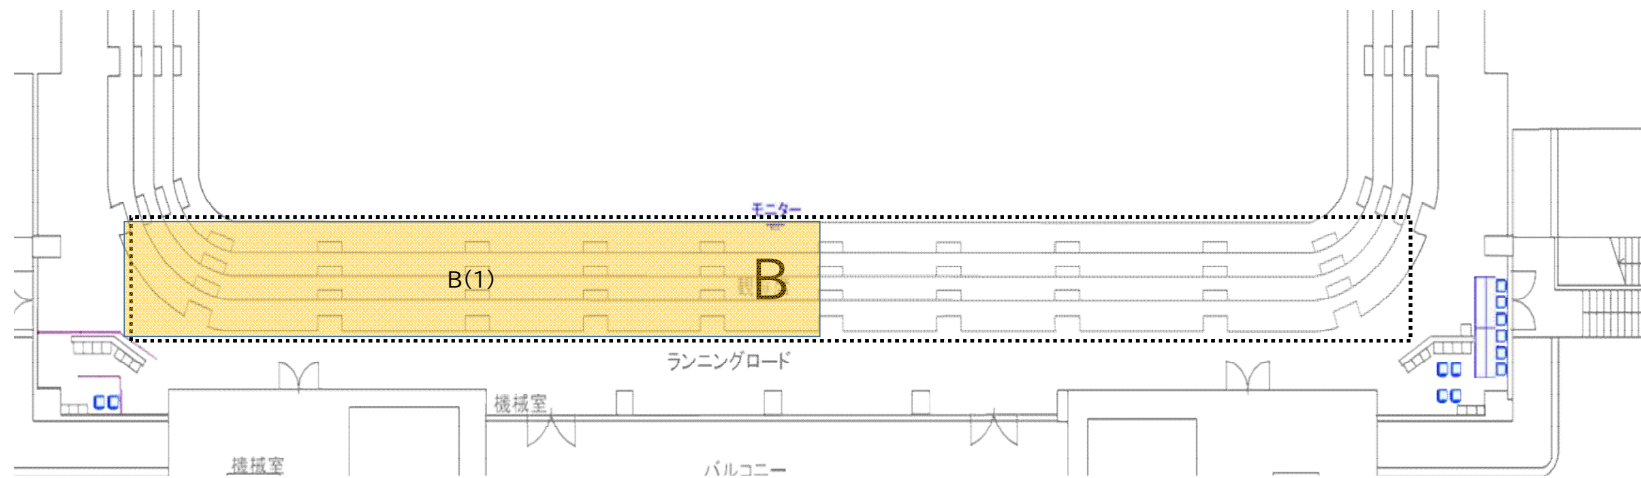 モニター
B
B(1)
ランニングロード
機械室
機械室
バルコニー